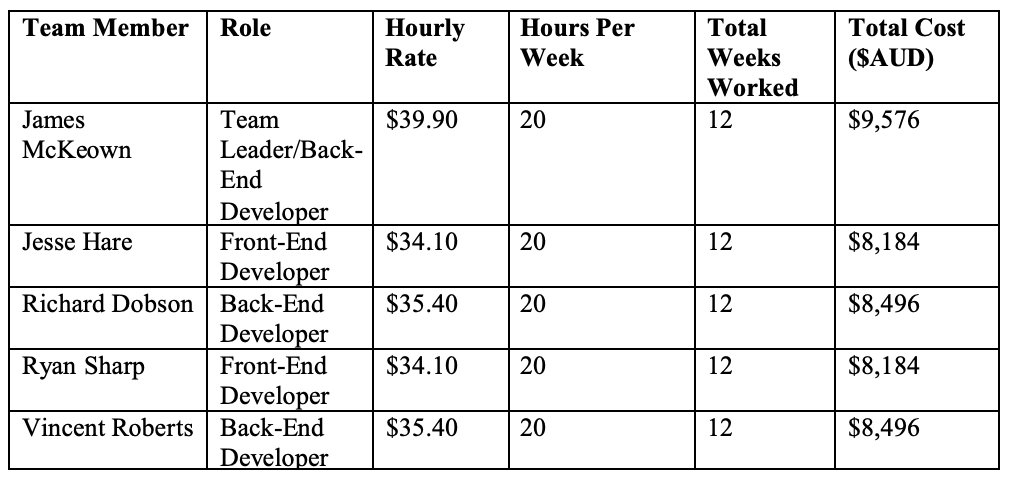 Team Member Role Hourly Rate Hours Per Week Total Weeks Worked Total Cost ($AUD)
James McKeown Team Leader/Back-End Developer $39.90 20 12 $9,576
Jesse Hare Front-End Developer $34.10 20 12 $8,184
Richard Dobson Back-End Developer $35.40 20 12 $8,496
Ryan Sharp Front-End Developer $34.10 20 12 $8,184
Vincent Roberts Back-End Developer $35.40 20 12 $8,496